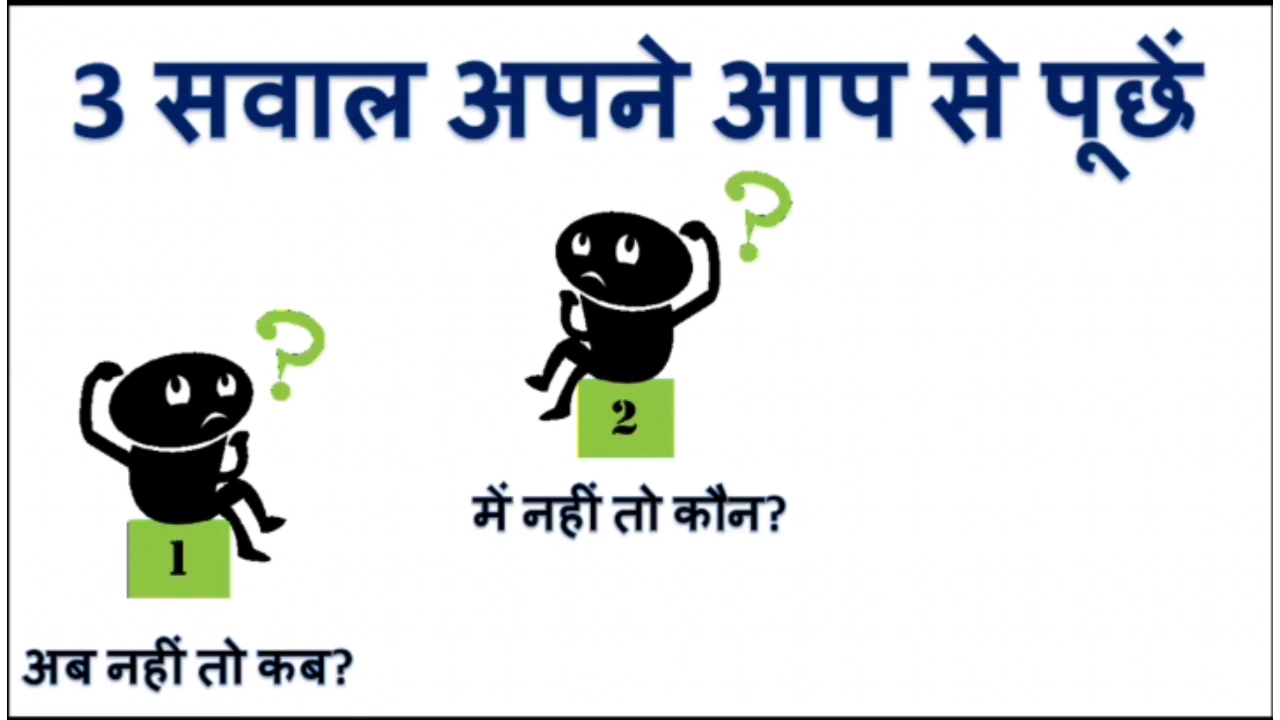 3 सवाल अपने आप से पूछें
2
में नहीं तो कौन?
1
अब नहीं तो कब?